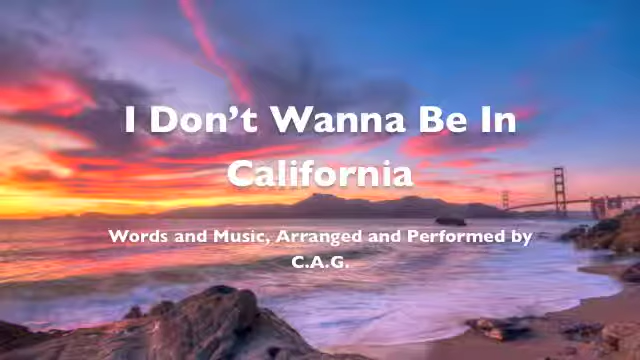 I Don’t Wanna Be In
California
Words and Music, Arranged and Performed by
C.A.G.